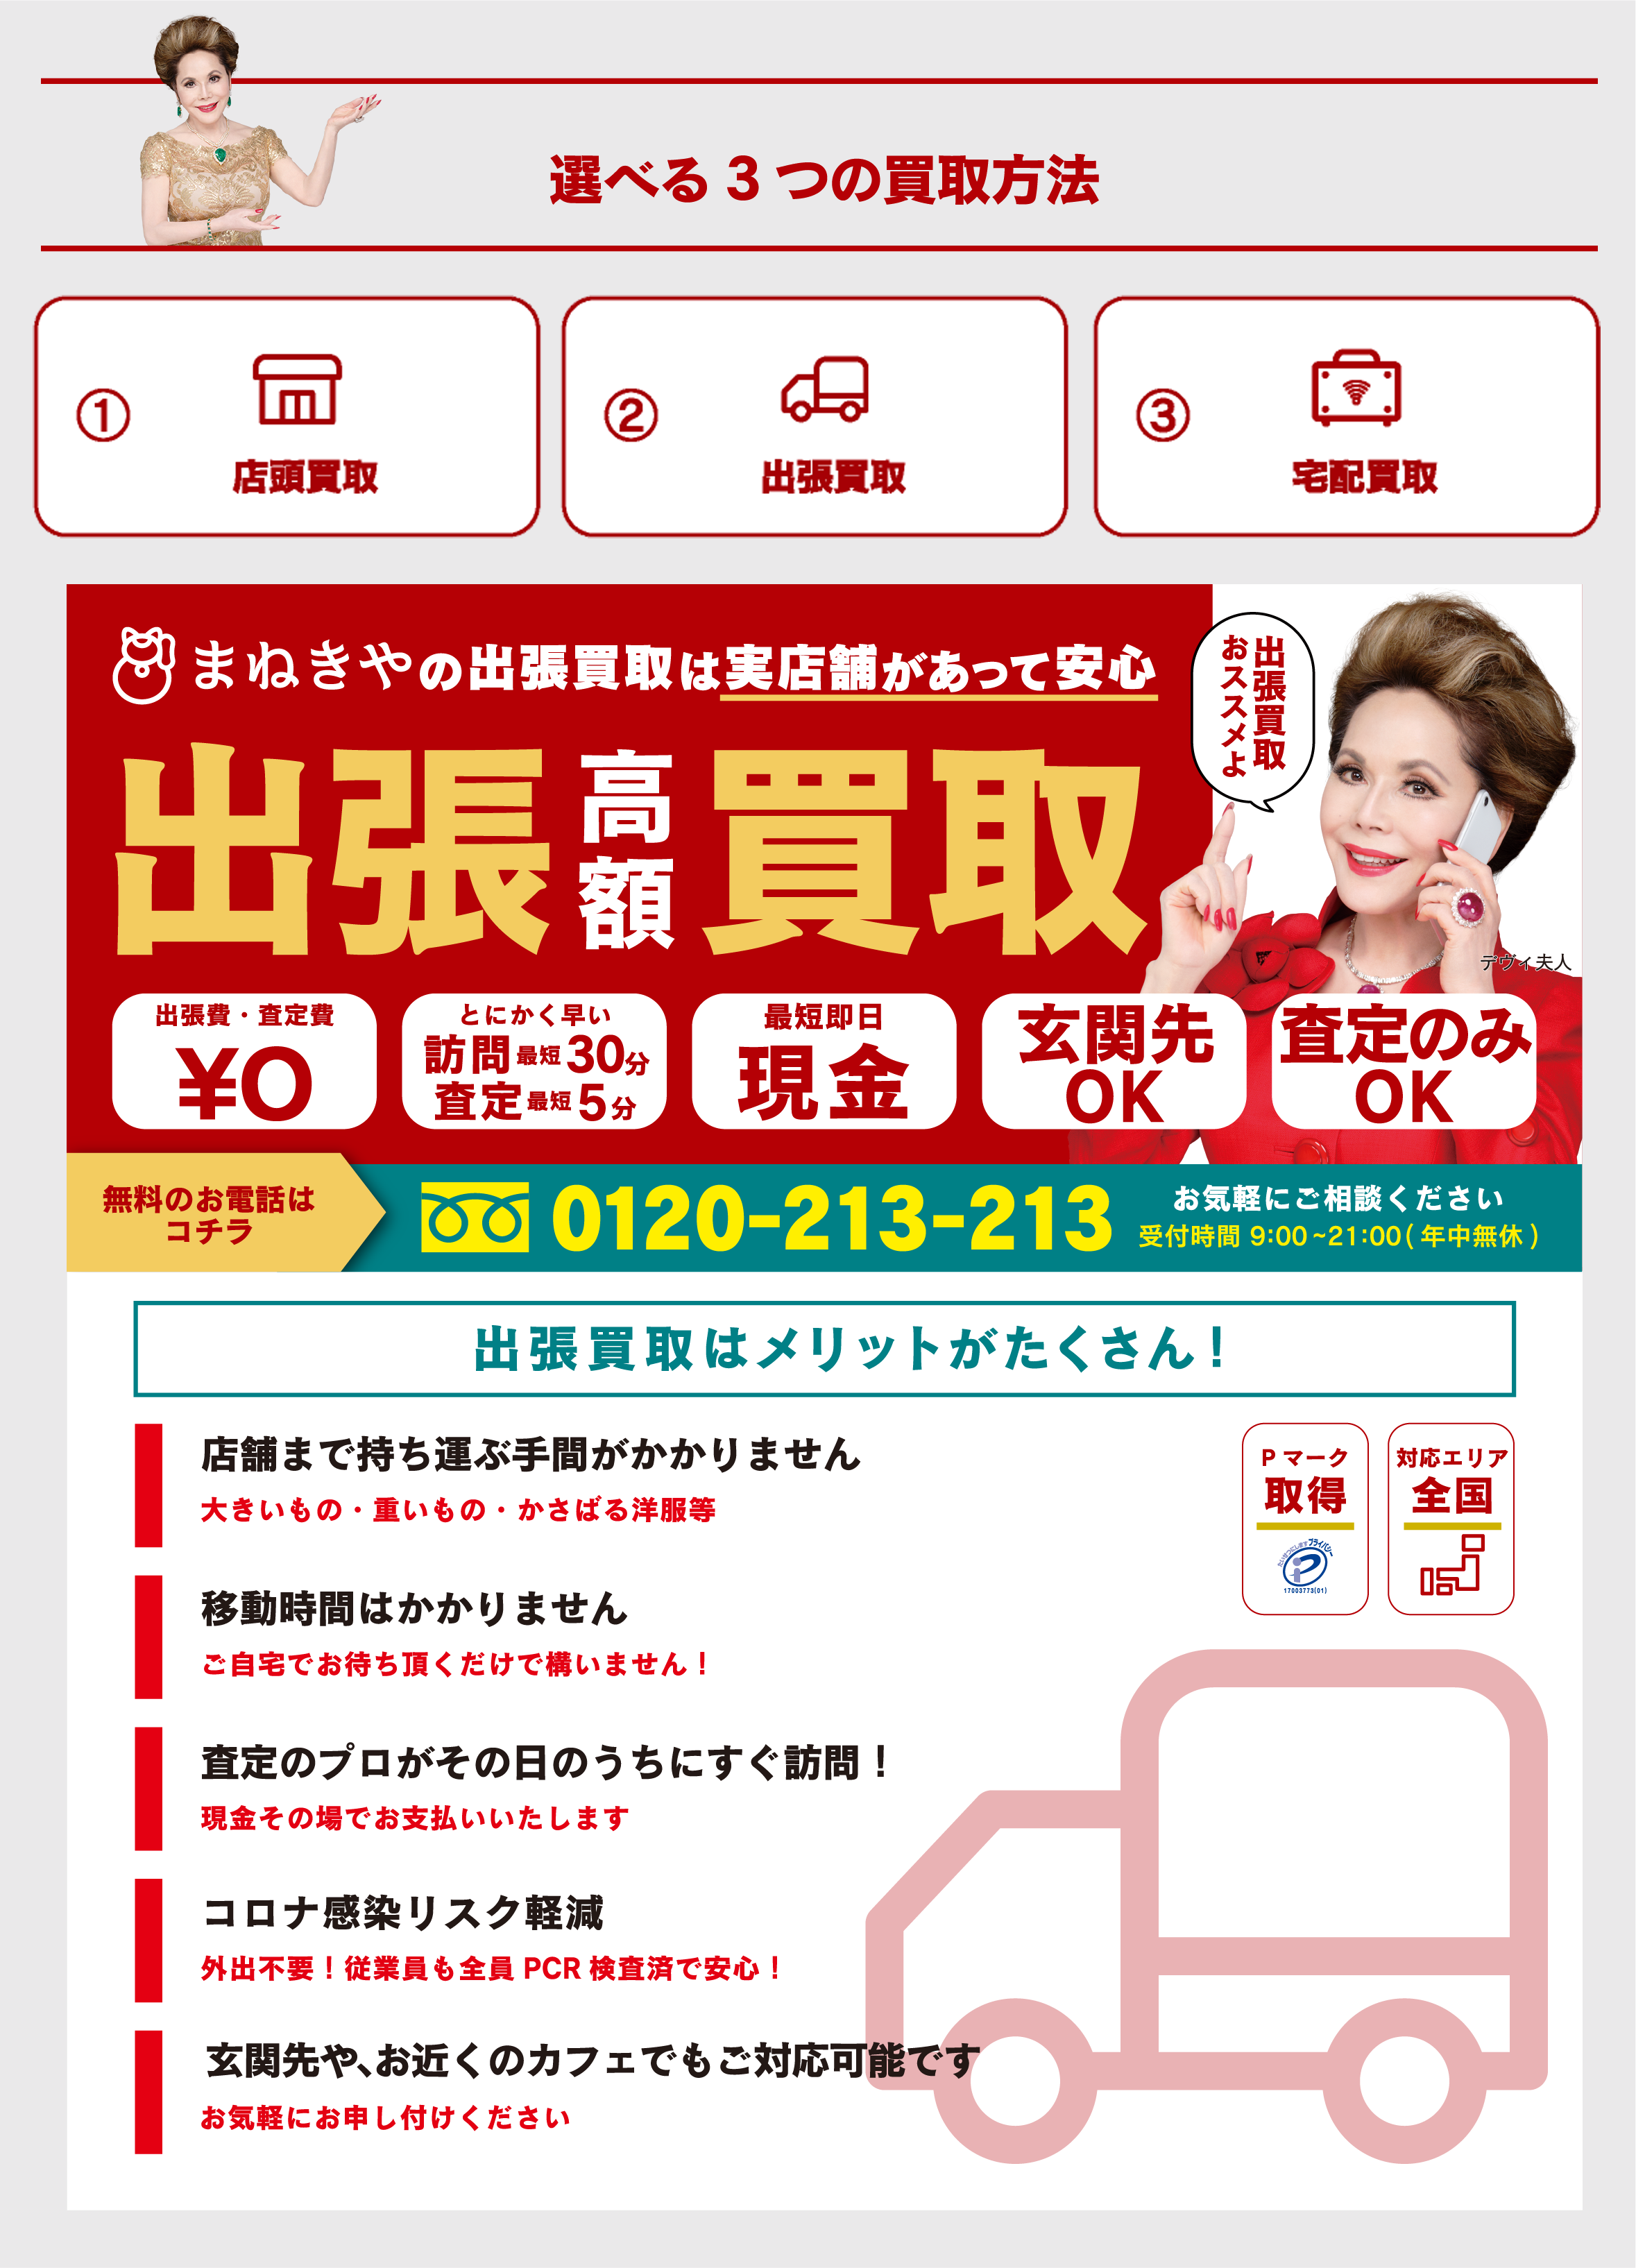 選べる3つの買取方法
①
店頭買取
②
出張買取
③
宅配買取
まねきやの出張買取は実店舗があって安心
出張買取
おススメよ
出張高額買取
デヴィ夫人
出張費・査定費
¥0
とにかく早い
訪問最短30分
査定最短5分
最短即日
現金
玄関先
OK
査定のみ
OK
無料のお電話は
コチラ
0120-213-213
お気軽にご相談ください
受付時間 9:00~21:00(年中無休)
出張買取はメリットがたくさん!
店舗まで持ち運ぶ手間がかかりません
大きいもの・重いもの・かさばる洋服等
Pマーク
取得
たいせつにします プライバシー
17003773(01)
対応エリア
全国
移動時間はかかりません
ご自宅でお待ち頂くだけで構いません!
査定のプロがその日のうちにすぐ訪問!
現金その場でお支払いいたします
コロナ感染リスク軽減
外出不要!従業員も全員PCR検査済で安心!
玄関先や、お近くのカフェでもご対応可能です
お気軽にお申し付けください